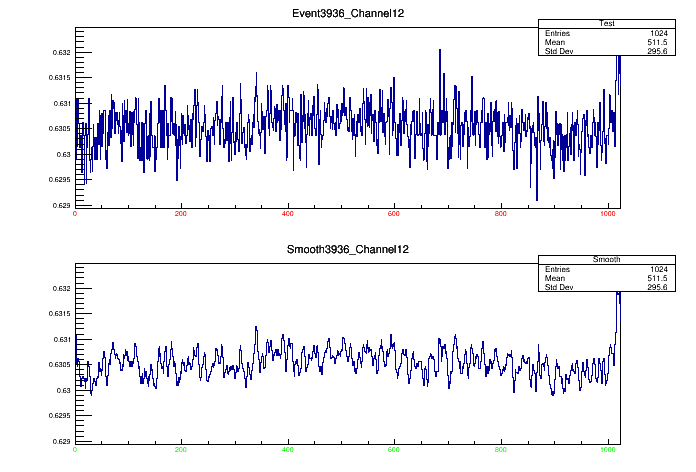 Event3936_Channel12
Test
Entries 1024
Mean 511.5
Std Dev 295.6
0.632
0.6315
0.631
0.6305
0.63
0.6295
0.629
0 200 400 600 800 1000
Smooth3936_Channel12
Smooth
Entries 1024
Mean 511.5
Std Dev 295.6
0.632
0.6315
0.631
0.6305
0.63
0.6295
0.629
0 200 400 600 800 1000